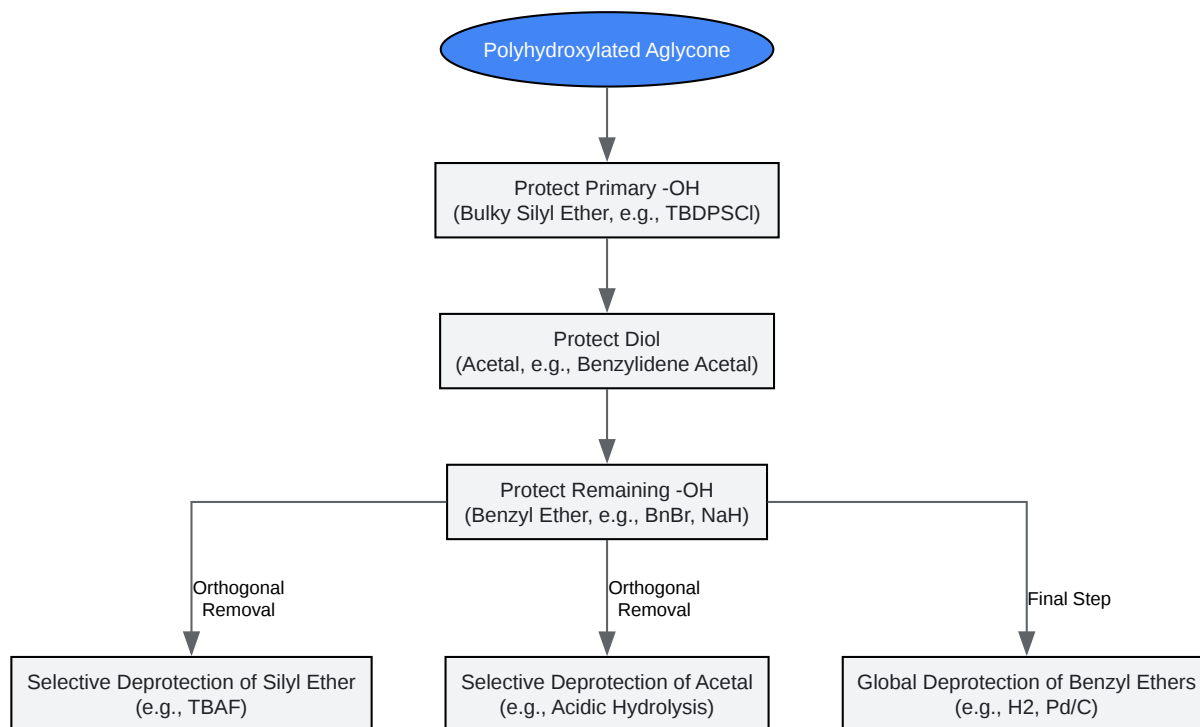 Polyhydroxylated Aglycone
Protect Primary -OH
(Bulky Silyl Ether, e.g., TBDPSCl)
Protect Diol
(Acetal, e.g., Benzylidene Acetal)
Protect Remaining -OH
(Benzyl Ether, e.g., BnBr, NaH)
Orthogonal
Removal
Orthogonal
Removal
Final Step
Selective Deprotection of Silyl Ether
(e.g., TBAF)
Selective Deprotection of Acetal
(e.g., Acidic Hydrolysis)
Global Deprotection of Benzyl Ethers
(e.g., H2, Pd/C)